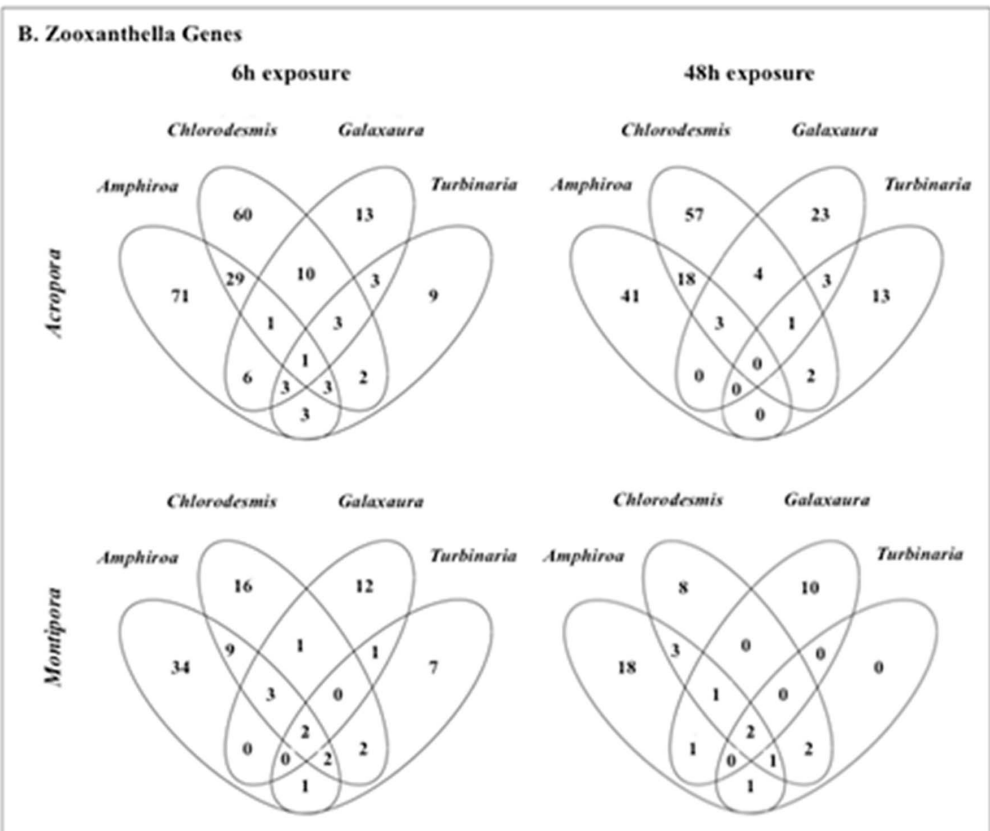 B. Zooxanthella Genes
6h exposure 48h exposure
Chlorodesmis Galaxaura Chlorodesmis Galaxaura
Amphiroa Turbinaria Amphiroa Turbinaria
60 13 57 23
29 10 3 18 4 3
71 9 41 13
1 3 3 1
1 0
6 3 3 2 0 0 2
3 0
Acropora
Chlorodesmis Galaxaura Chlorodesmis Galaxaura
Amphiroa Turbinaria Amphiroa Turbinaria
16 12 8 10
9 1 1 3 0 0
34 7 18 0
3 0 1 0
2 2
0 0 2 2 1 0 1 2
1 1
Montipora